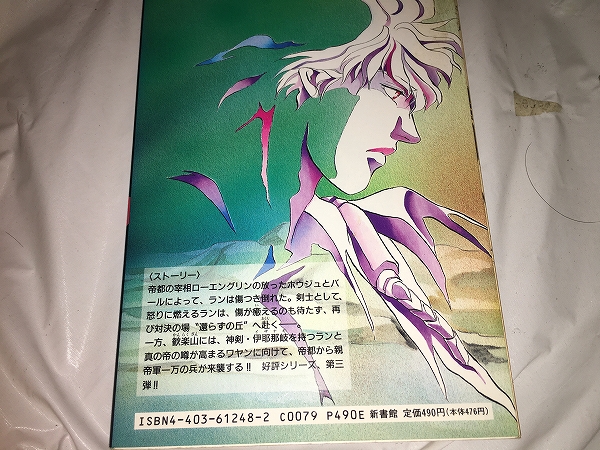 〈ストーリー〉
帝都の宰相ローエングリンの放ったホウジュとバ
ールによって、ランは傷つき倒れた。剣士として、
怒りに燃えるランは、傷が癒えるのも待たず、再
び対決の場〝還らずの丘〟へ赴く──。
一方、歓楽山には、神剣・伊耶那岐を持つランと
真の帝の噂が高まるワヤンに向けて、帝都から親
帝軍一万の兵が来襲する!! 好評シリーズ、第三
弾!!
ISBN4-403-61248-2 C0079 P490E 新書館 定価490円(本体476円)